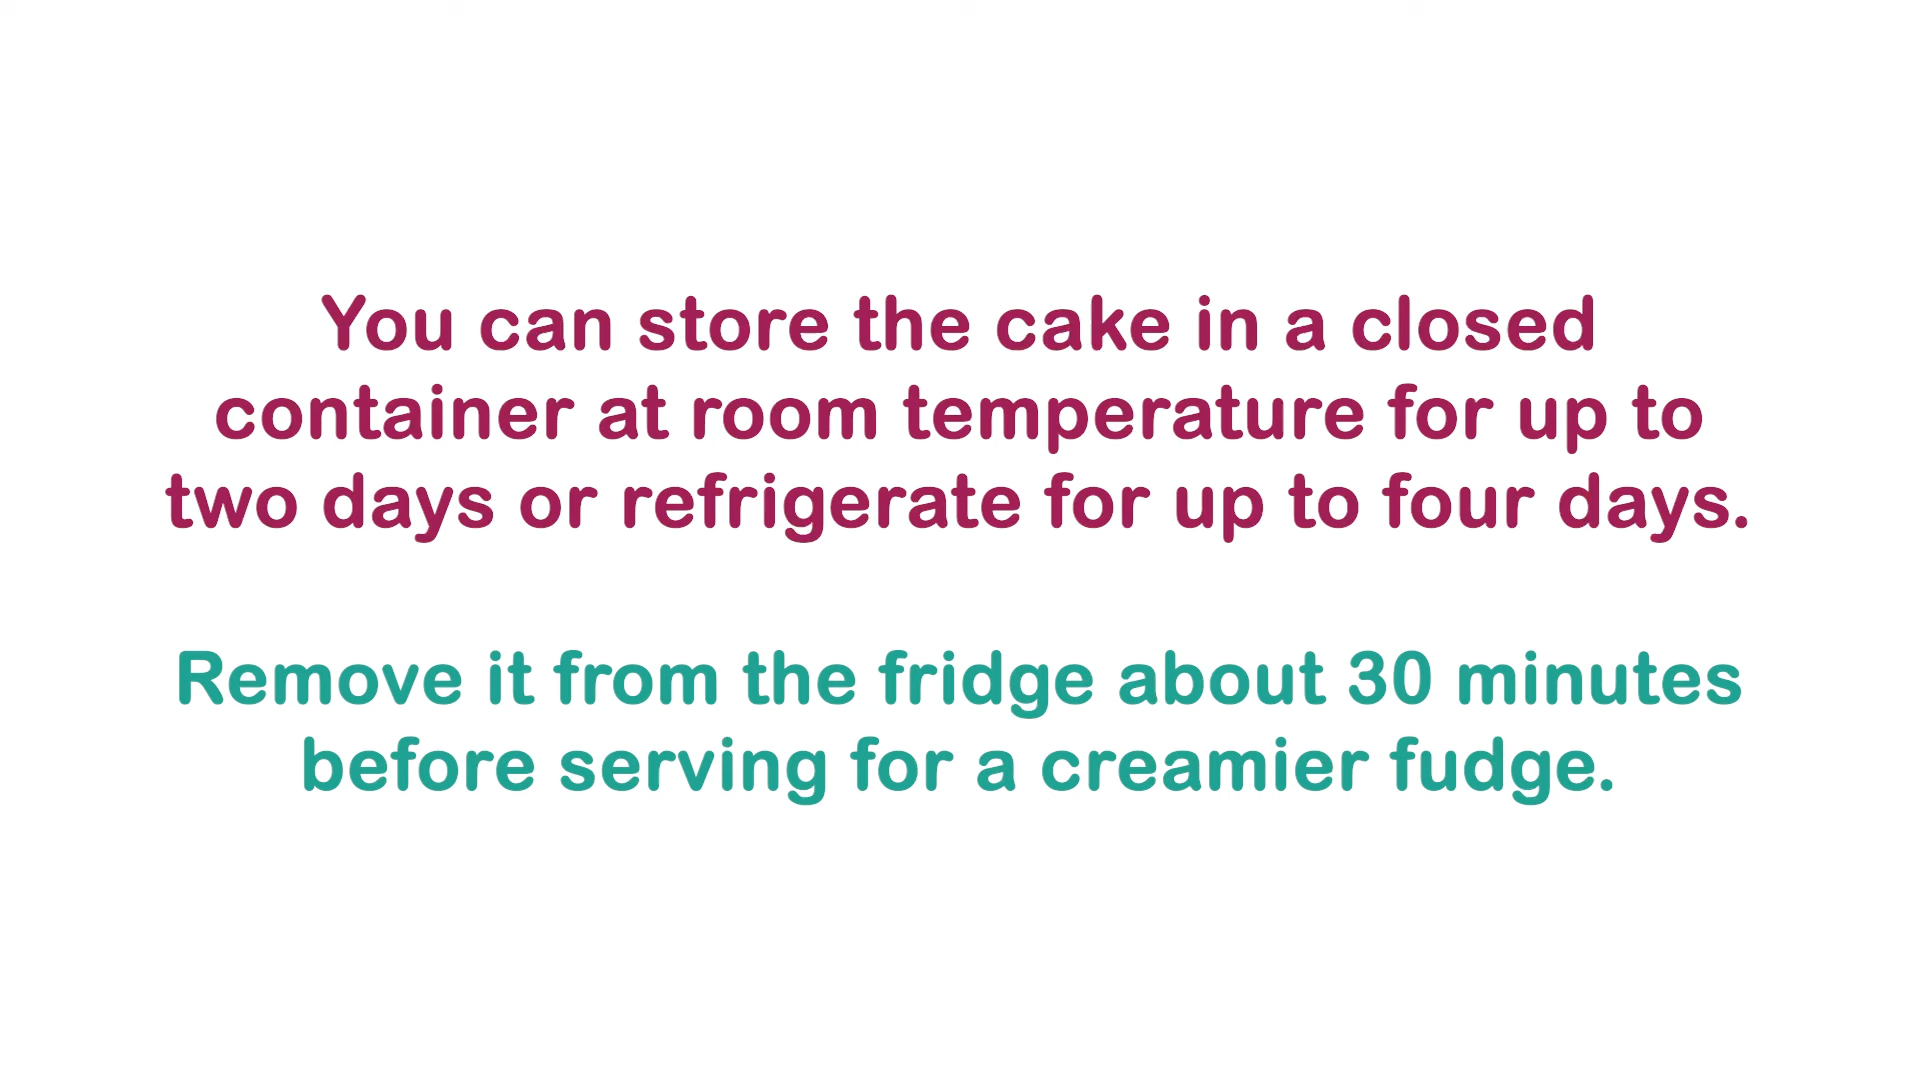 You can store the cake in a closed
container at room temperature for up to
two days or refrigerate for up to four days.
Remove it from the fridge about 30 minutes
before serving for a creamier fudge.